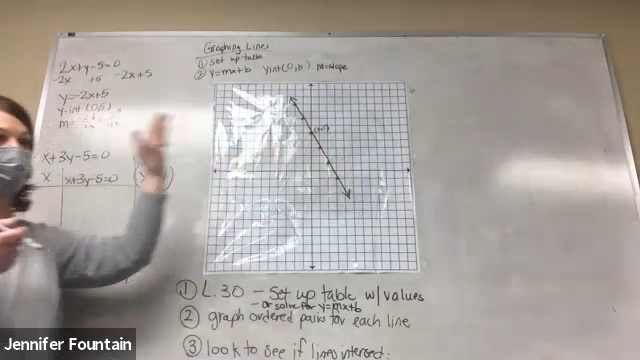 2x+y-5=0
-2x +5 -2x+5
y=-2x+5
y-int (0,5)
m=
x+3y-5=0
x x+3y-5=0
Graphing Lines
① set up table
② y=mx+b yint(0,b) m=slope
① L.30 - set up table w/values
- or solve for y=mx+b
② graph ordered pairs for each line
③ look to see if lines intersect:
Jennifer Fountain